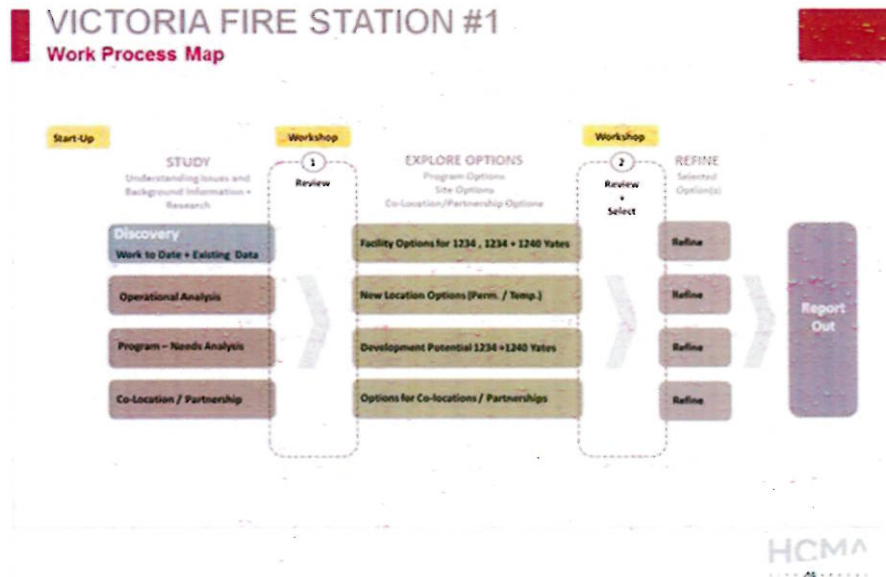 VICTORIA FIRE STATION #1
Work Process Map
Start-Up
Workshop
Workshop
STUDY
Understanding Issues and
Background Information +
Research
1
Review
EXPLORE OPTIONS
Program Options
Site Options
Co-Location/Partnership Options
2
Review
+
Select
REFINE
Selected
Option(s)
Discovery
Work to Date + Existing Data
Operational Analysis
Program – Needs Analysis
Co-Location / Partnership
Facility Options for 1234 , 1234 + 1240 Yates
New Location Options (Perm. / Temp.)
Development Potential 1234 +1240 Yates
Options for Co-locations / Partnerships
Refine
Refine
Refine
Refine
Report
Out
HCMA